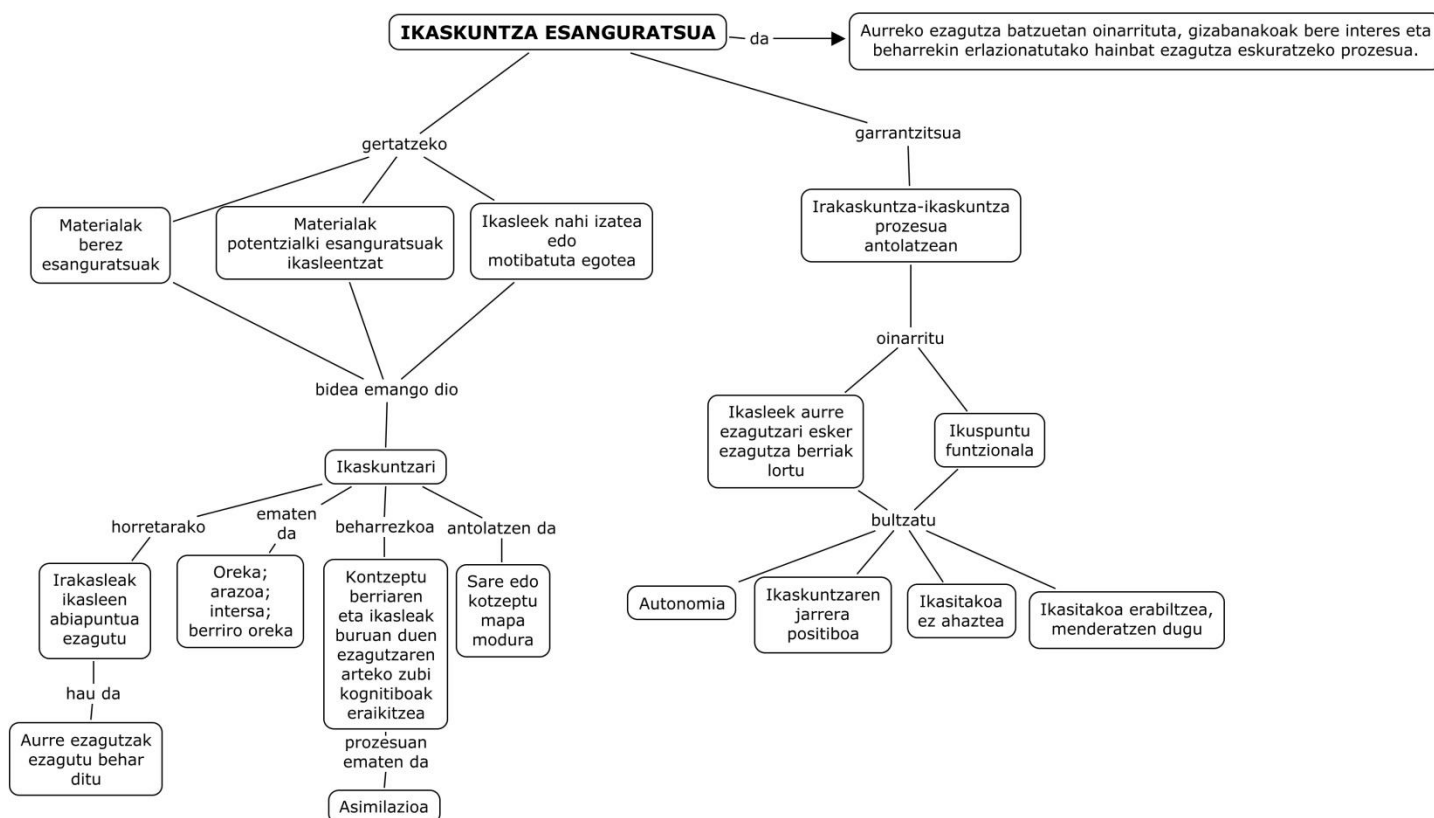 IKASKUNTZA ESANGURATSUA
da
Aurreko ezagutza batzuetan oinarrituta, gizabanakoak bere interes eta
beharrekin erlazionatutako hainbat ezagutza eskuratzeko prozesua.
gertatzeko
Materialak
berez
esanguratsuak
Materialak
potentzialki esanguratsuak
ikasleentzat
Ikasleek nahi izatea
edo
motibatuta egotea
bidea emango dio
Ikaskuntzari
horretarako
Irakasleak
ikasleen
abiapuntua
ezagutu
hau da
Aurre ezagutzak
ezagutu behar
ditu
ematen
da
Oreka;
arazoa;
intersa;
berriro oreka
beharrezkoa
Kontzeptu
berriaren
eta ikasleak
buruan duen
ezagutzaren
arteko zubi
kognitiboak
eraikitzea
prozesuan
ematen da
Asimilazioa
antolatzen da
Sare edo
kotzeptu
mapa
modura
garrantzitsua
Irakaskuntza-ikaskuntza
prozesua
antolatzean
oinarritu
Ikasleek aurre
ezagutzari esker
ezagutza berriak
lortu
Ikuspuntu
funtzionala
bultzatu
Autonomia
Ikaskuntzaren
jarrera
positiboa
Ikasitakoa
ez ahaztea
Ikasitakoa erabiltzea,
menderatzen dugu